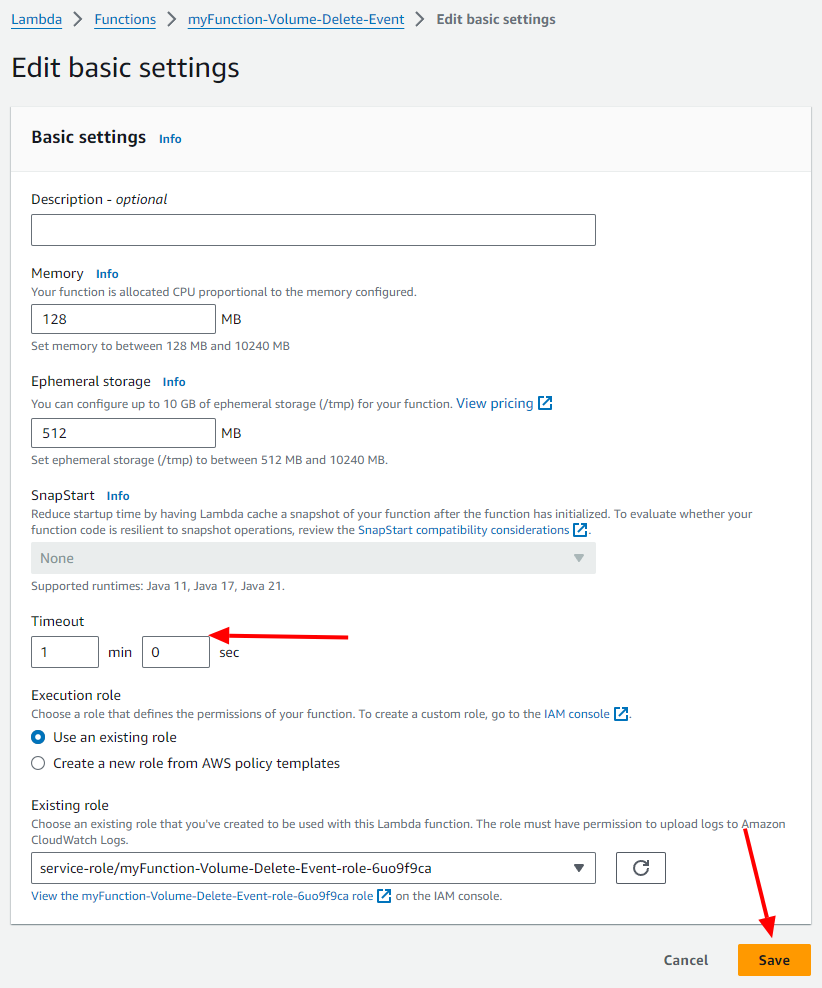 Lambda > Functions > myFunction-Volume-Delete-Event > Edit basic settings
Edit basic settings
Basic settings Info
Description - optional
Memory Info
Your function is allocated CPU proportional to the memory configured.
128 MB
Set memory to between 128 MB and 10240 MB
Ephemeral storage Info
You can configure up to 10 GB of ephemeral storage (/tmp) for your function. View pricing
512 MB
Set ephemeral storage (/tmp) to between 512 MB and 10240 MB.
SnapStart Info
Reduce startup time by having Lambda cache a snapshot of your function after the function has initialized. To evaluate whether your
function code is resilient to snapshot operations, review the SnapStart compatibility considerations.
None
Supported runtimes: Java 11, Java 17, Java 21.
Timeout
1 min 0 sec
Execution role
Choose a role that defines the permissions of your function. To create a custom role, go to the IAM console.
Use an existing role
Create a new role from AWS policy templates
Existing role
Choose an existing role that you've created to be used with this Lambda function. The role must have permission to upload logs to Amazon
CloudWatch Logs.
service-role/myFunction-Volume-Delete-Event-role-6uo9f9ca
View the myFunction-Volume-Delete-Event-role-6uo9f9ca role on the IAM console.
Cancel Save